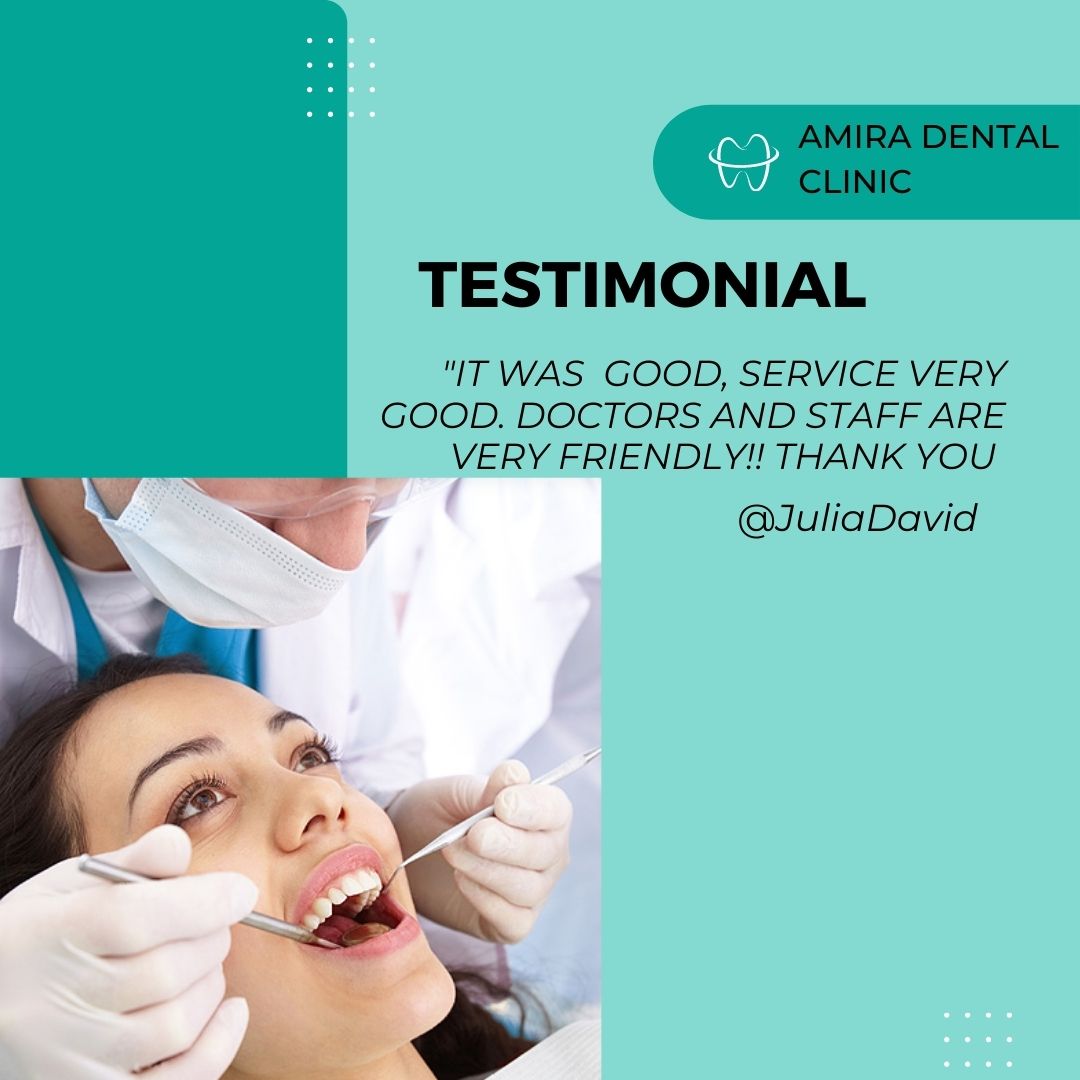 AMIRA DENTAL
CLINIC
TESTIMONIAL
"IT WAS  GOOD, SERVICE VERY
GOOD. DOCTORS AND STAFF ARE
VERY FRIENDLY!! THANK YOU
@JuliaDavid